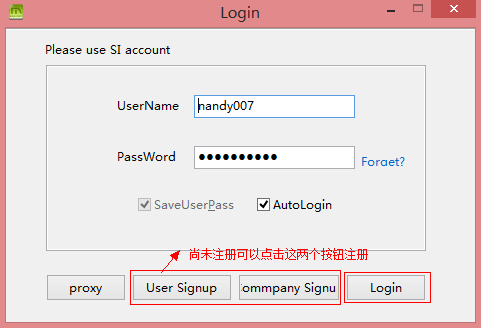 Login
Please use SI account
UserName
nandy007
PassWord
●●●●●●●●●●
Forget?
SaveUserPass
AutoLogin
尚未注册可以点击这两个按钮注册
proxy
User Signup
Commpany Signu
Login